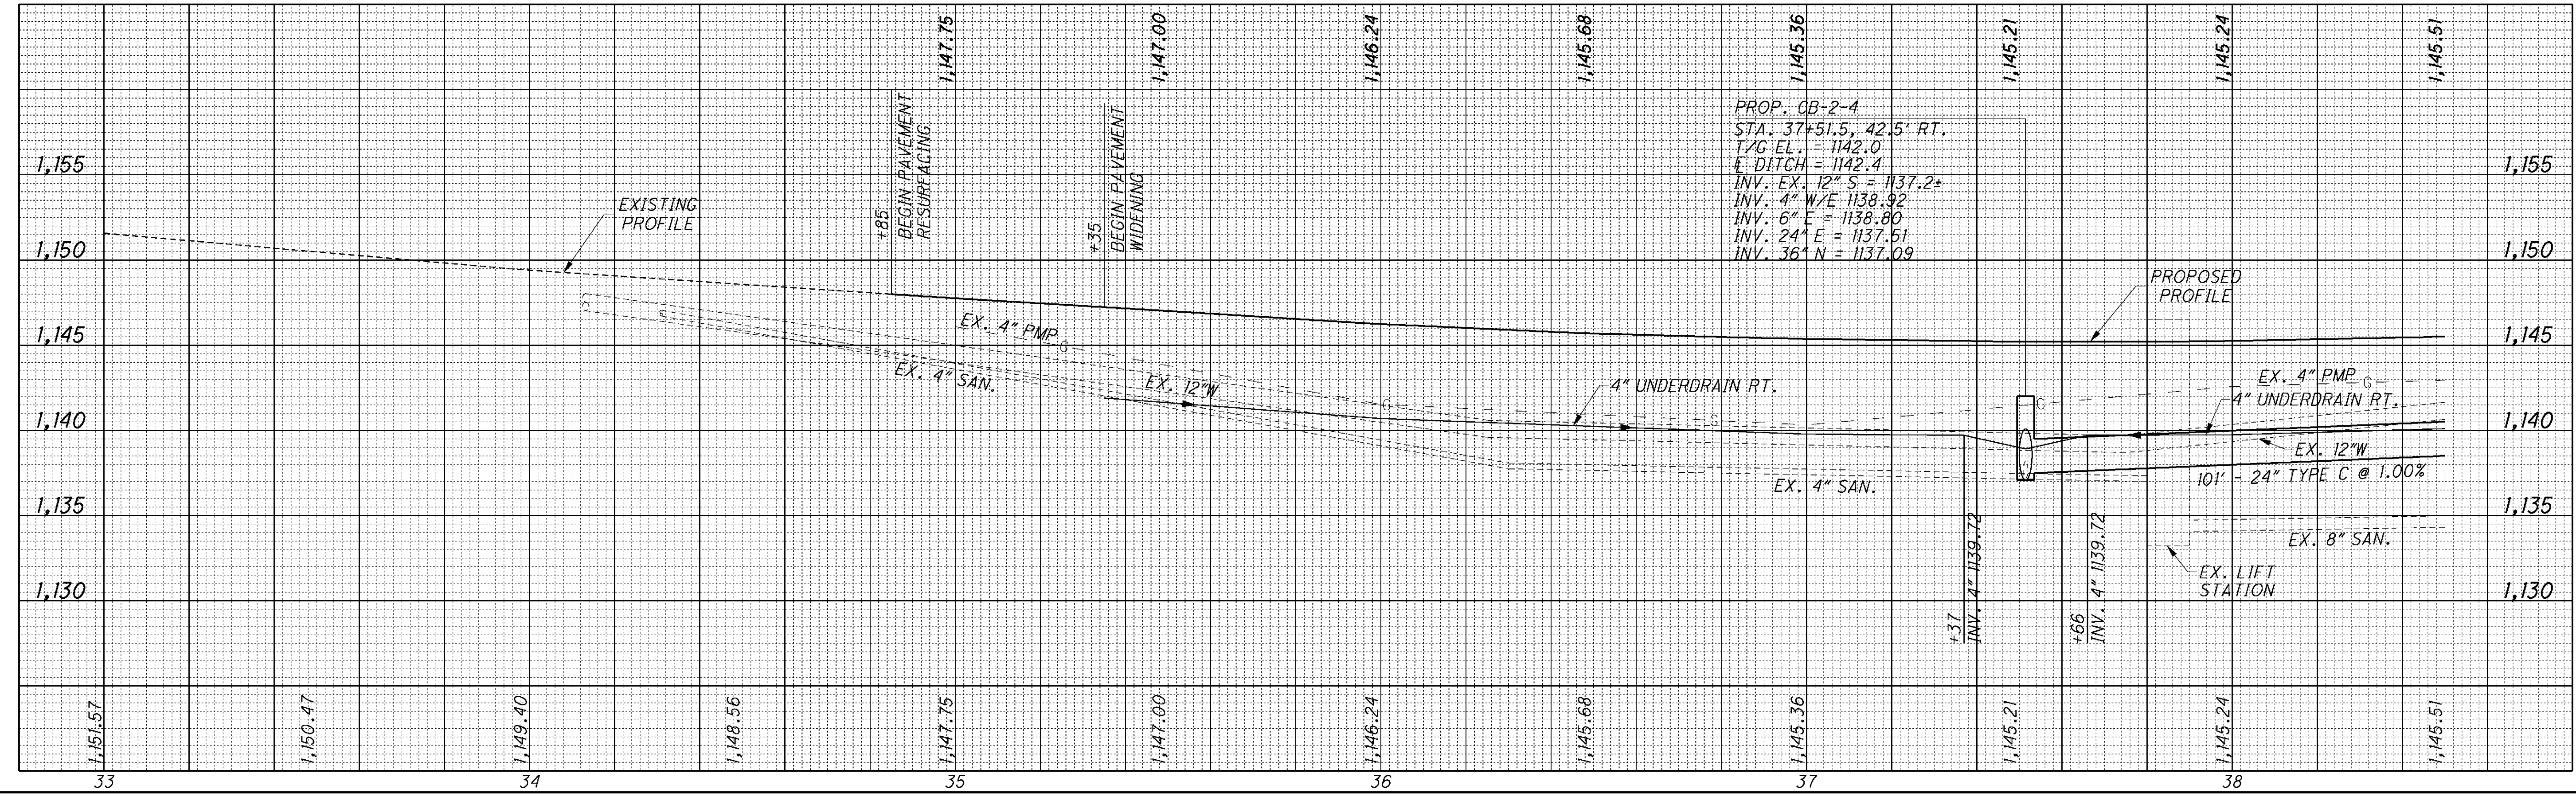 1,147.75
1,147.00
1,146.24
1,145.68
1,145.36
1,145.21
1,145.24
1,145.51
PROP. CB-2-4
STA. 37+51.5, 42.5' RT.
T/G EL. = 1142.0
DITCH = 1142.4
INV. EX. 12" S = 1137.2±
INV. 4" W/E 1138.92
INV. 6" E = 1138.80
INV. 24" E = 1137.51
INV. 36" N = 1137.09
+85
BEGIN PAVEMENT
RESURFACING
+35
BEGIN PAVEMENT
WIDENING
1,155
1,155
EXISTING
PROFILE
1,150
1,150
PROPOSED
PROFILE
1,145
1,145
EX. 4" PMP
G
EX. 4" SAN.
EX. 12"W
G
4" UNDERDRAIN RT.
G
G
EX. 4" PMP
G
4" UNDERDRAIN RT.
1,140
1,140
EX. 12"W
101' - 24" TYPE C @ 1.00%
EX. 4" SAN.
1,135
1,135
EX. 8" SAN.
EX. LIFT
STATION
+37
INV. 4" 1139.72
+66
INV. 4" 1139.72
1,130
1,130
1,151.57
1,150.47
1,149.40
1,148.56
1,147.75
1,147.00
1,146.24
1,145.68
1,145.36
1,145.21
1,145.24
1,145.51
33
34
35
36
37
38